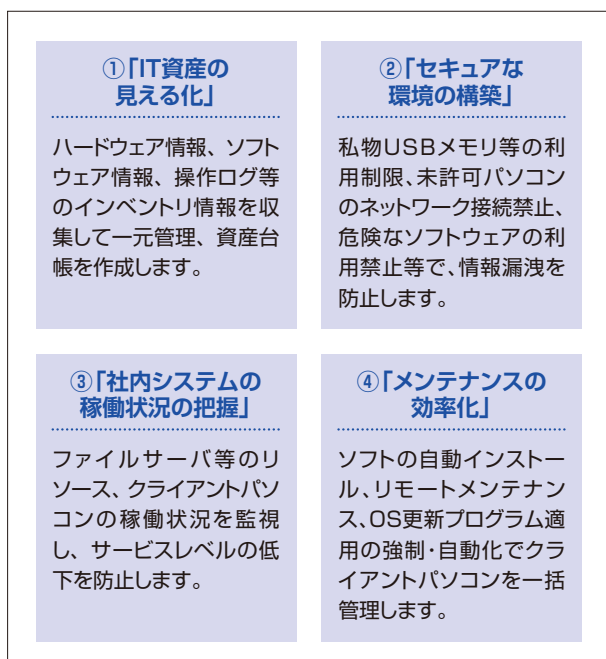 ①「IT資産の
見える化」
ハードウェア情報、ソフト
ウェア情報、操作ログ等
のインベントリ情報を収
集して一元管理、資産台
帳を作成します。
②「セキュアな
環境の構築」
私物USBメモリ等の利
用制限、未許可パソコン
のネットワーク接続禁止、
危険なソフトウェアの利
用禁止等で、情報漏洩を
防止します。
③「社内システムの
稼働状況の把握」
ファイルサーバ等のリ
ソース、クライアントパソ
コンの稼働状況を監視
し、サービスレベルの低
下を防止します。
④「メンテナンスの
効率化」
ソフトの自動インストー
ル、リモートメンテナン
ス、OS更新プログラム適
用の強制・自動化でクラ
イアントパソコンを一括
管理します。